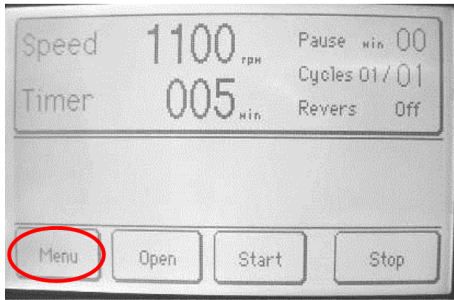 Speed 1100 rpm
Timer 005 min
Pause min 00
Cycles 01/01
Revers Off
Menu Open Start Stop